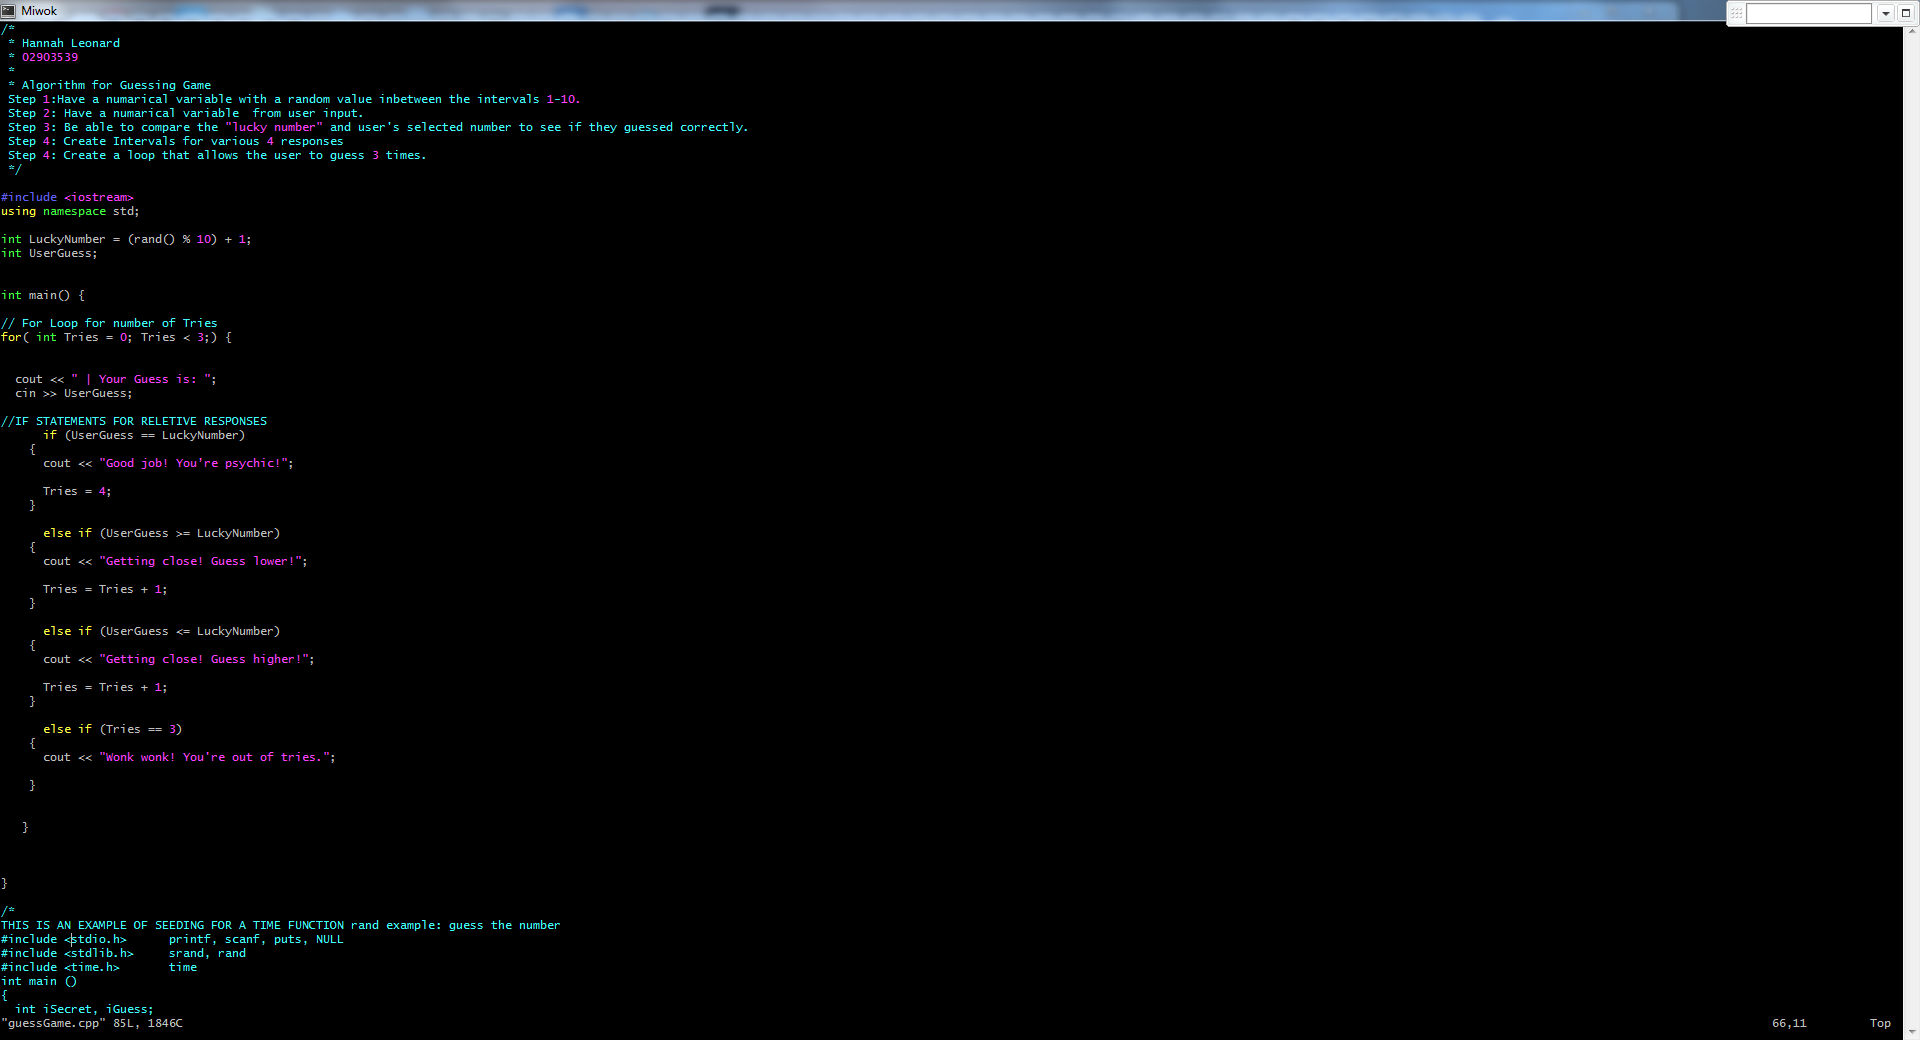 Miwok
/*
 * Hannah Leonard
 * 02903539
 *
 * Algorithm for Guessing Game
 Step 1:Have a numerical variable with a random value inbetween the intervals 1-10.
 Step 2: Have a numerical variable  from user input.
 Step 3: Be able to compare the "lucky number" and user's selected number to see if they guessed correctly.
 Step 4: Create Intervals for various 4 responses
 Step 4: Create a loop that allows the user to guess 3 times.
 */
#include <iostream>
using namespace std;
int LuckyNumber = (rand() % 10) + 1;
int UserGuess;
int main() {
// For Loop for number of Tries
for( int Tries = 0; Tries < 3;) {
  cout << " | Your Guess is: ";
  cin >> UserGuess;
//IF STATEMENTS FOR RELETIVE RESPONSES
      if (UserGuess == LuckyNumber)
    {
      cout << "Good job! You're psychic!";
      Tries = 4;
    }
      else if (UserGuess >= LuckyNumber)
    {
      cout << "Getting close! Guess lower!";
      Tries = Tries + 1;
    }
      else if (UserGuess <= LuckyNumber)
    {
      cout << "Getting close! Guess higher!";
      Tries = Tries + 1;
    }
      else if (Tries == 3)
    {
      cout << "Wonk wonk! You're out of tries.";
    }
   }
}
/*
THIS IS AN EXAMPLE OF SEEDING FOR A TIME FUNCTION rand example: guess the number
#include <stdio.h>      printf, scanf, puts, NULL
#include <stdlib.h>     srand, rand
#include <time.h>       time
int main ()
{
  int iSecret, iGuess;
"guessGame.cpp" 85L, 1846C 66,11 Top